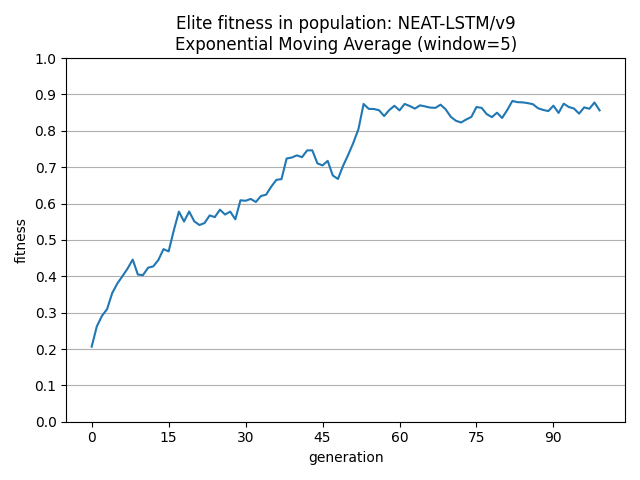 Elite fitness in population: NEAT-LSTM/v9
Exponential Moving Average (window=5)
1.0
0.9
0.8
0.7
0.6
0.5
0.4
0.3
0.2
0.1
0.0
fitness
0 15 30 45 60 75 90
generation